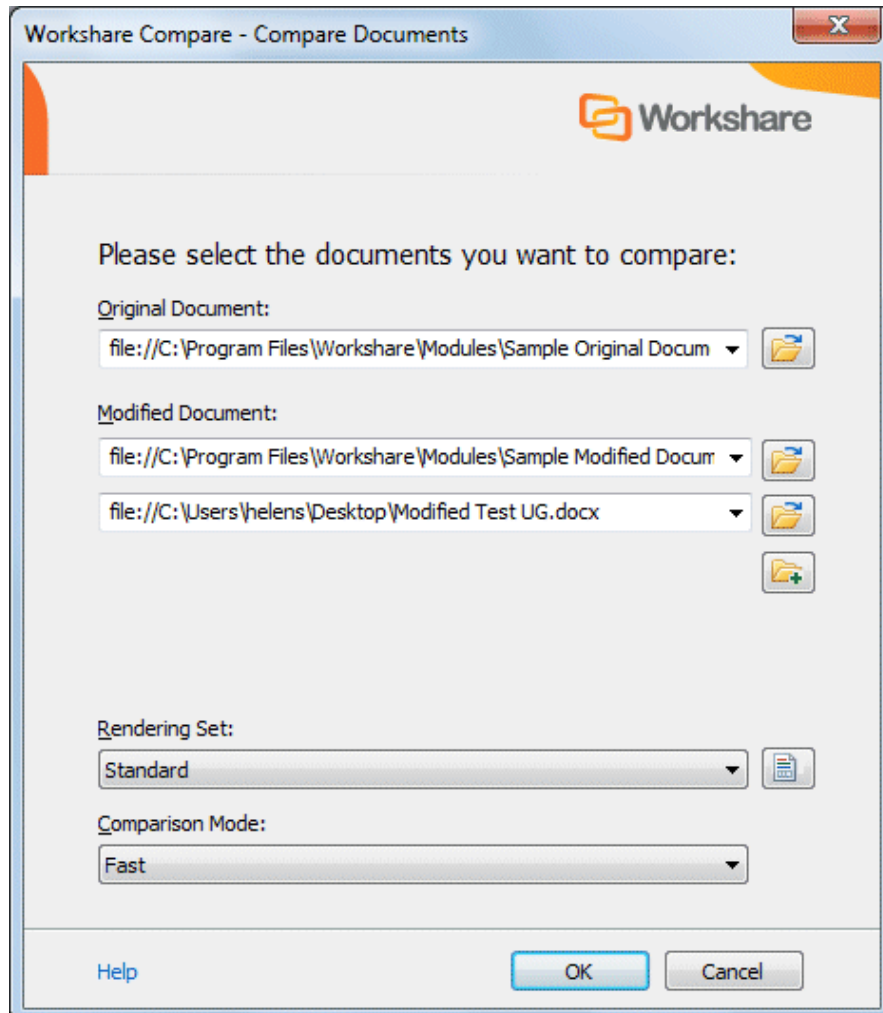 Workshare Compare - Compare Documents
Workshare
Please select the documents you want to compare:
Original Document:
file://C:\Program Files\Workshare\Modules\Sample Original Docum
Modified Document:
file://C:\Program Files\Workshare\Modules\Sample Modified Docum
file://C:\Users\helens\Desktop\Modified Test UG.docx
Rendering Set:
Standard
Comparison Mode:
Fast
Help OK Cancel